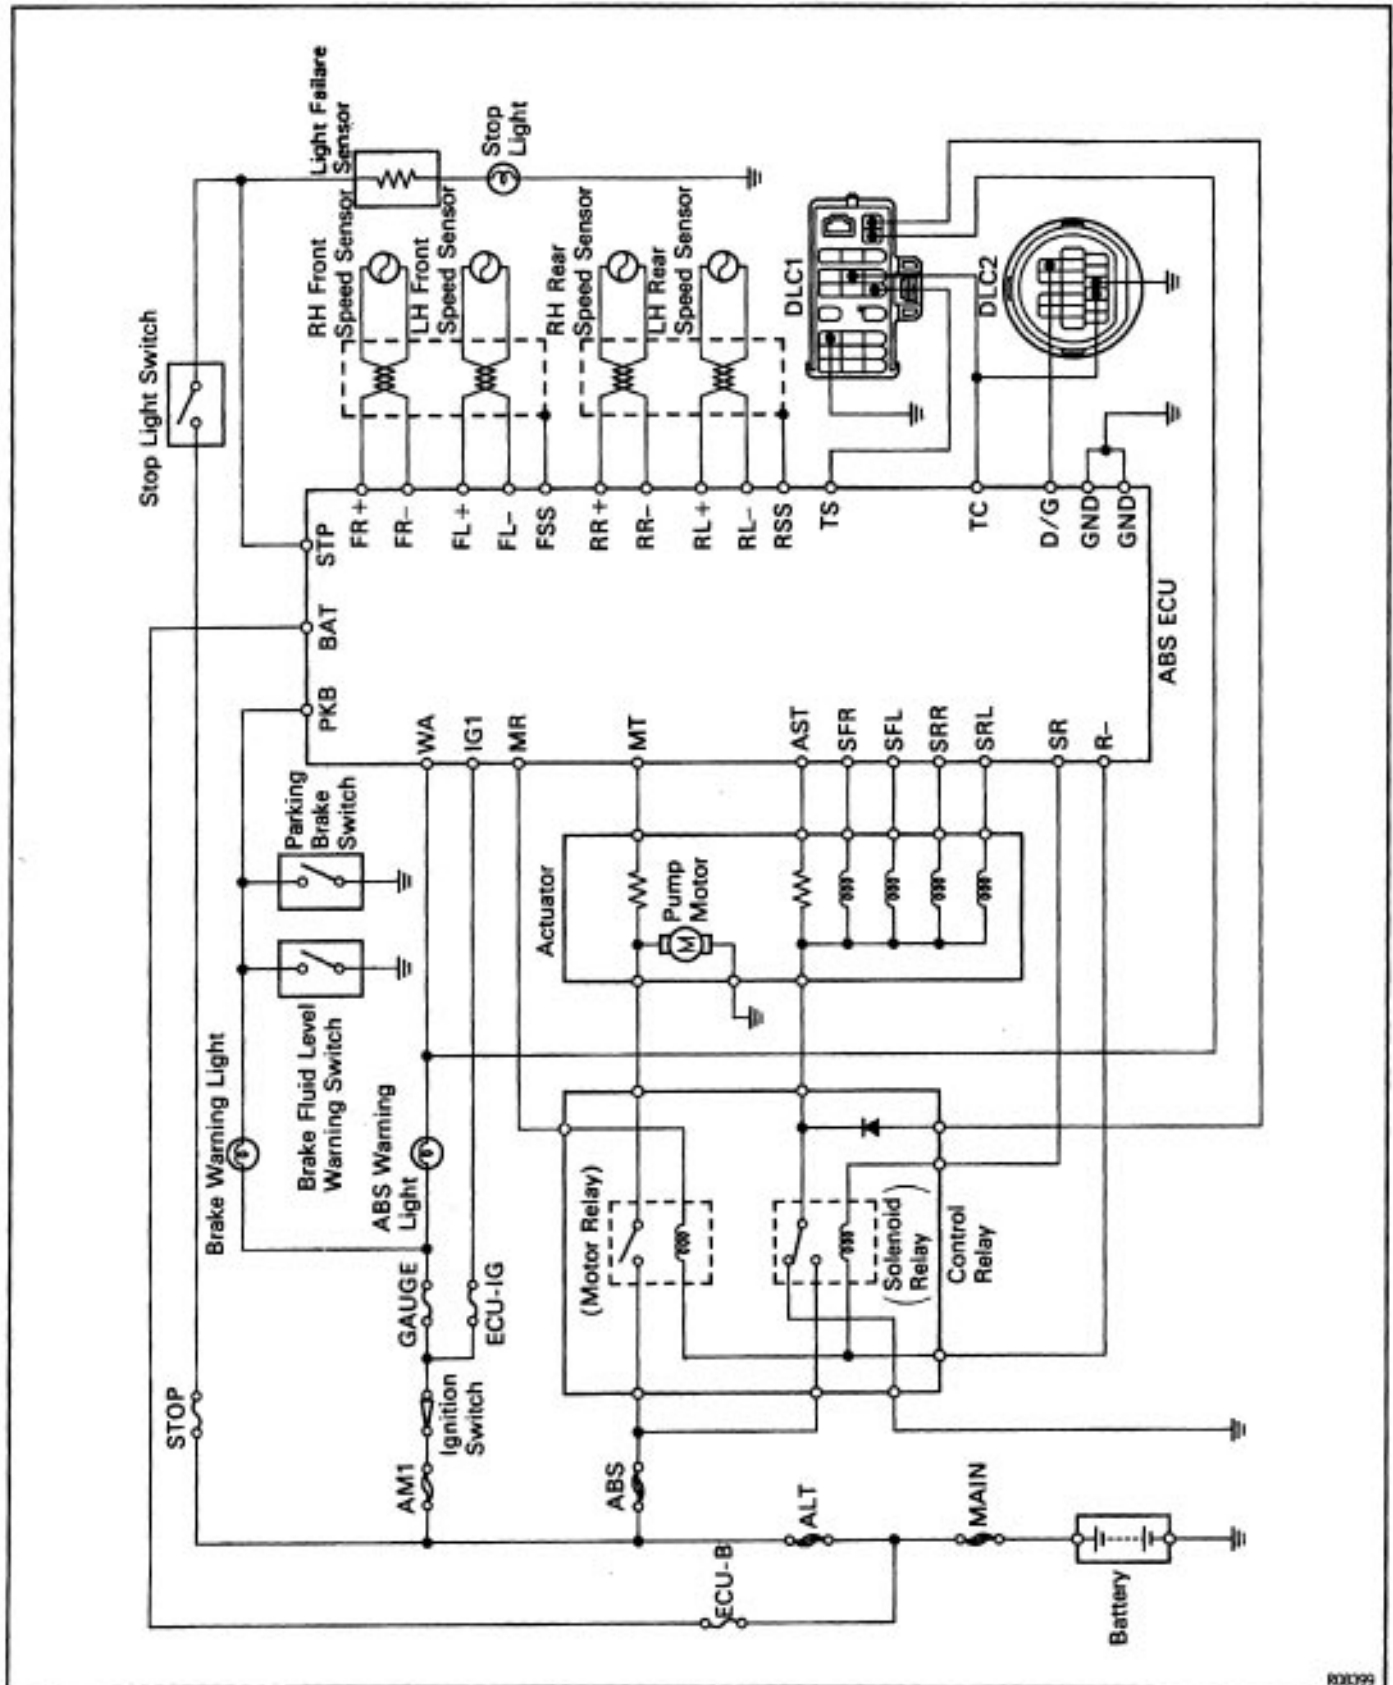 Light Failare
Sensor
Stop
Light
RH Front
Speed Sensor
LH Front
Speed Sensor
RH Rear
Speed Sensor
LH Rear
Speed Sensor
DLC1
DLC2
Stop Light Switch
STP
BAT
PKB
FR+
FR−
FL+
FL−
FSS
RR+
RR−
RL+
RL−
RSS
TS
TC
D/G
GND
GND
ABS ECU
WA
IG1
MR
MT
AST
SFR
SFL
SRR
SRL
SR
R−
Parking
Brake
Switch
Brake Fluid Level
Warning Switch
Brake Warning Light
ABS Warning
Light
Actuator
Pump
Motor
M
(Motor Relay)
(Solenoid
Relay)
Control
Relay
GAUGE
ECU-IG
STOP
AM1
Ignition
Switch
ABS
ALT
MAIN
ECU-B
Battery
R08399